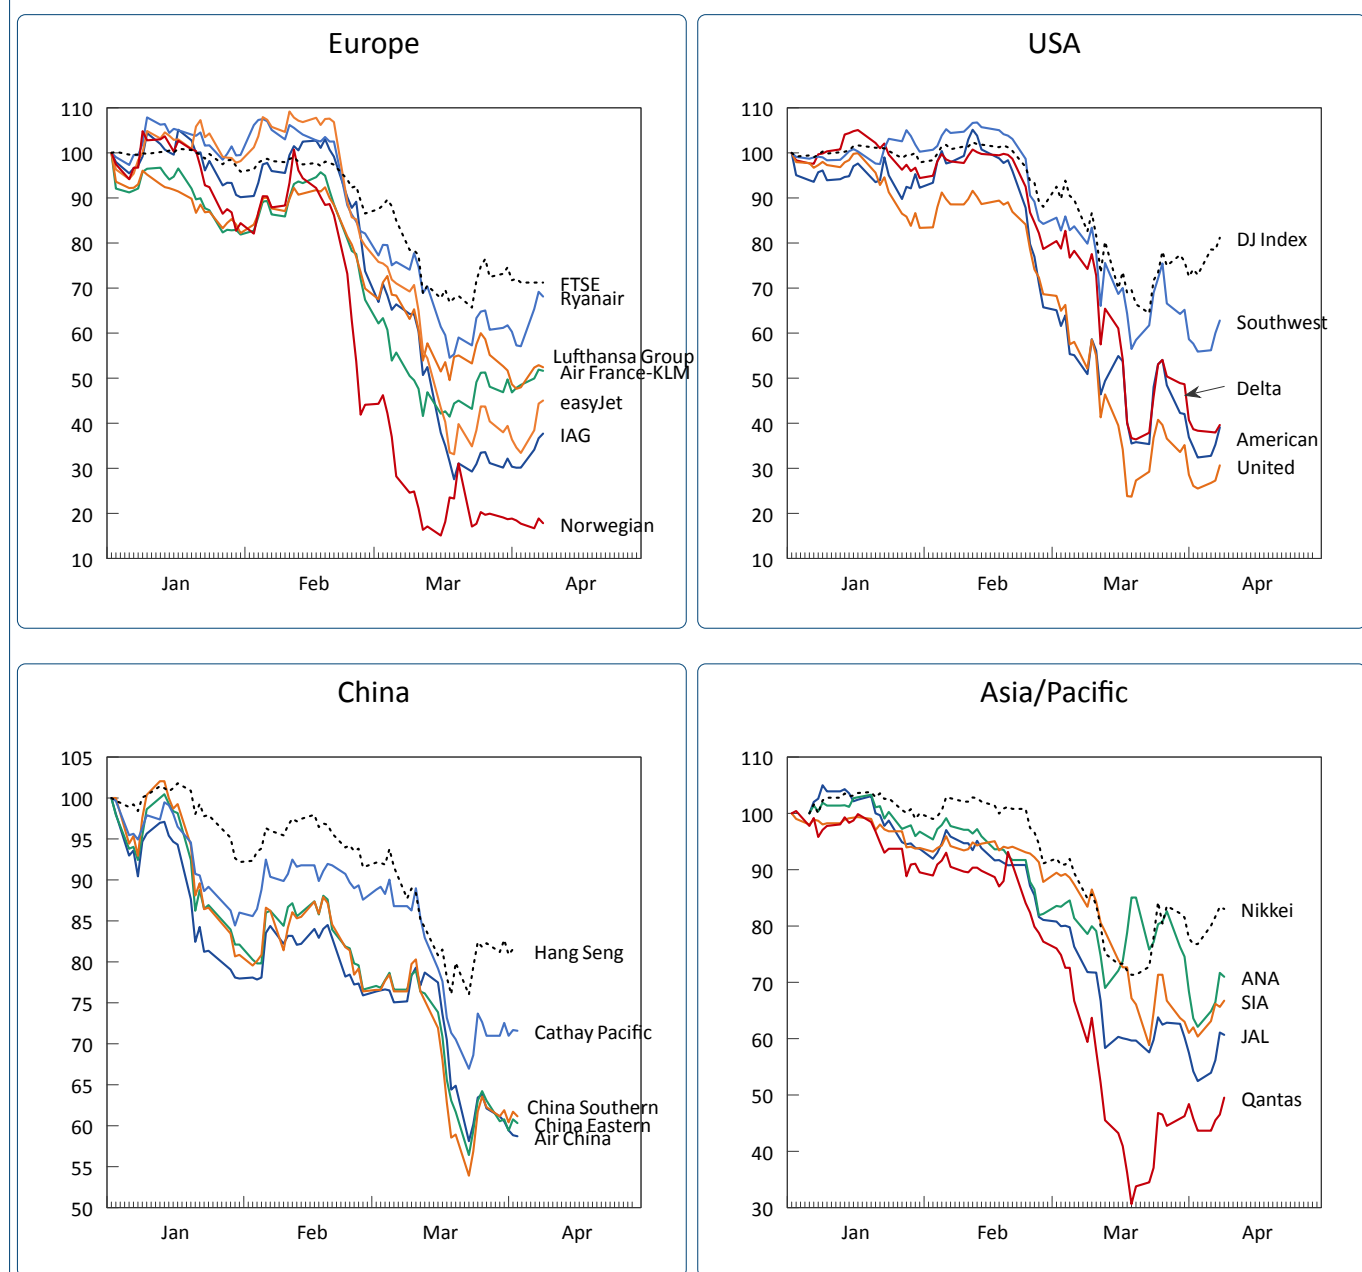 Europe
110
100
90
80
70
60
50
40
30
20
10
FTSE
Ryanair
Lufthansa Group
Air France-KLM
easyJet
IAG
Norwegian
Jan Feb Mar Apr
USA
110
100
90
80
70
60
50
40
30
20
10
DJ Index
Southwest
Delta
American
United
Jan Feb Mar Apr
China
105
100
95
90
85
80
75
70
65
60
55
50
Hang Seng
Cathay Pacific
China Southern
China Eastern
Air China
Jan Feb Mar Apr
Asia/Pacific
110
100
90
80
70
60
50
40
30
Nikkei
ANA
SIA
JAL
Qantas
Jan Feb Mar Apr